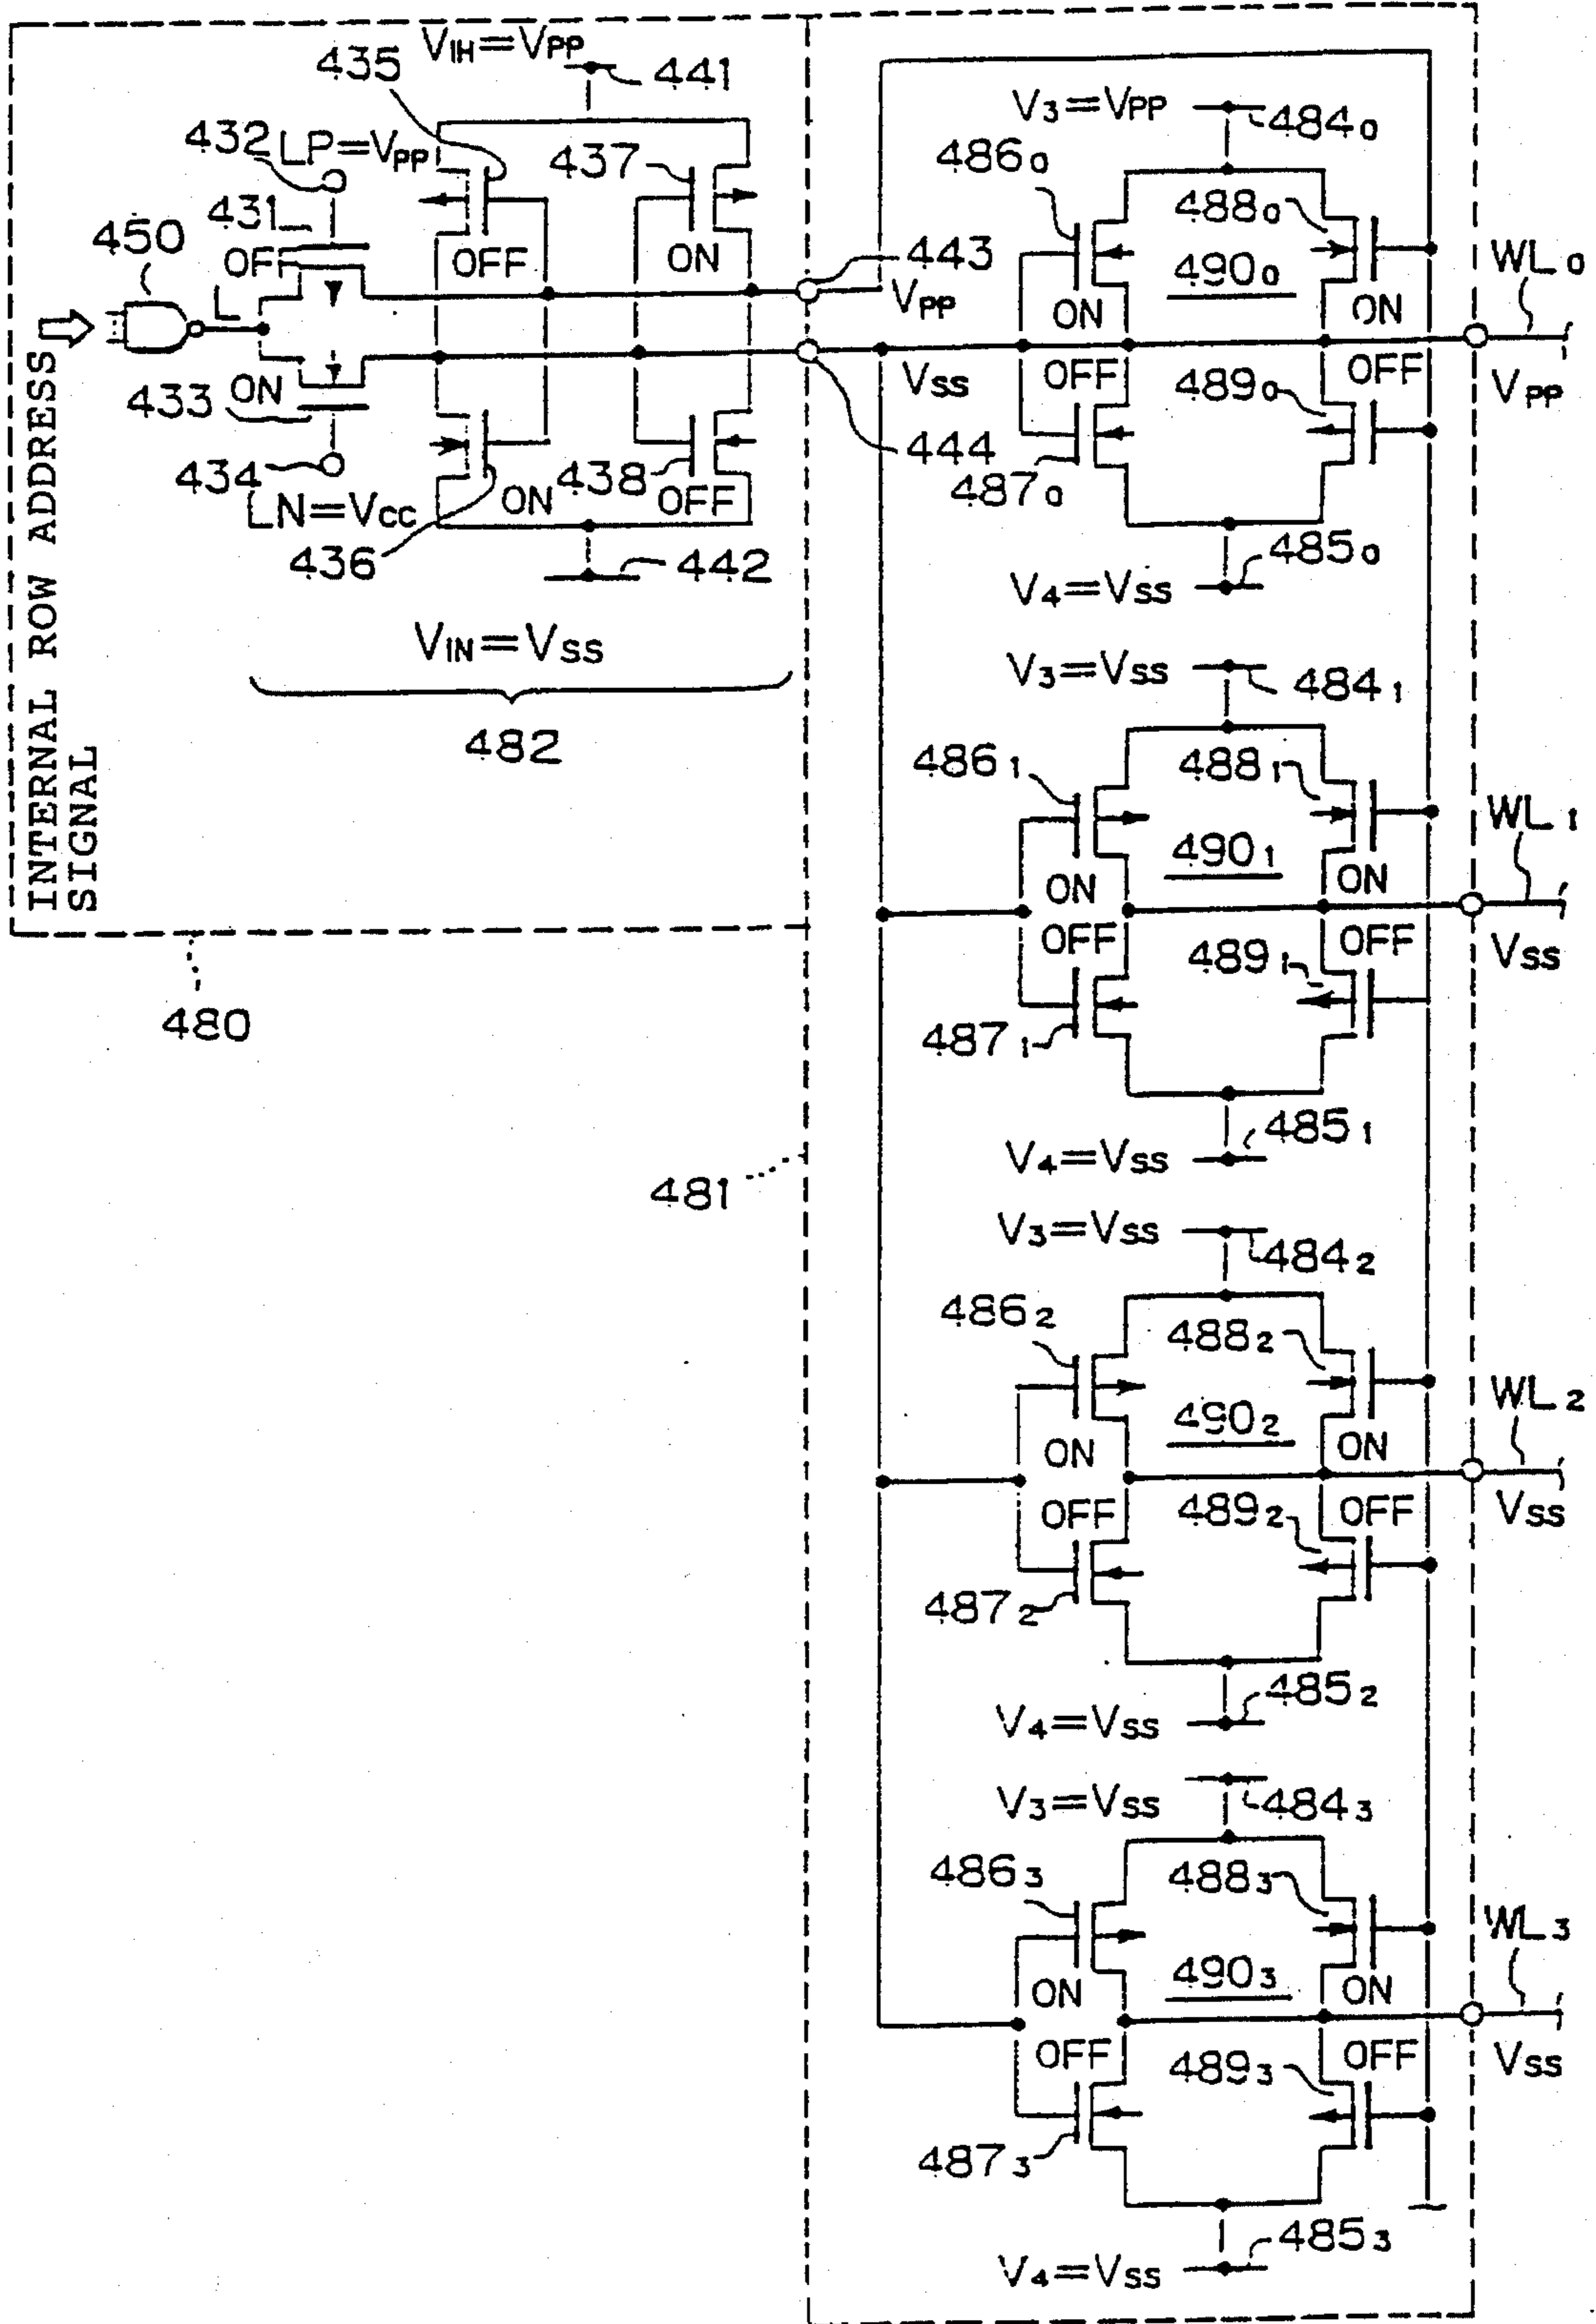 VIH=VPP
435
441
432
LP=VPP
437
431
450
OFF
OFF
ON
443
L
VPP
INTERNAL ROW ADDRESS
SIGNAL
ON
VSS
433
444
434
LN=VCC
ON
438
OFF
436
442
VIN=VSS
482
480
481
V3=VPP
4840
4860
4880
4900
WL0
ON
ON
OFF
OFF
4890
VPP
4870
4850
V4=VSS
V3=VSS
4841
4861
4881
4901
WL1
ON
ON
OFF
OFF
4891
VSS
4871
4851
V4=VSS
V3=VSS
4842
4862
4882
4902
WL2
ON
ON
OFF
OFF
4892
VSS
4872
4852
V4=VSS
V3=VSS
4843
4863
4883
4903
WL3
ON
ON
OFF
OFF
4893
VSS
4873
4853
V4=VSS